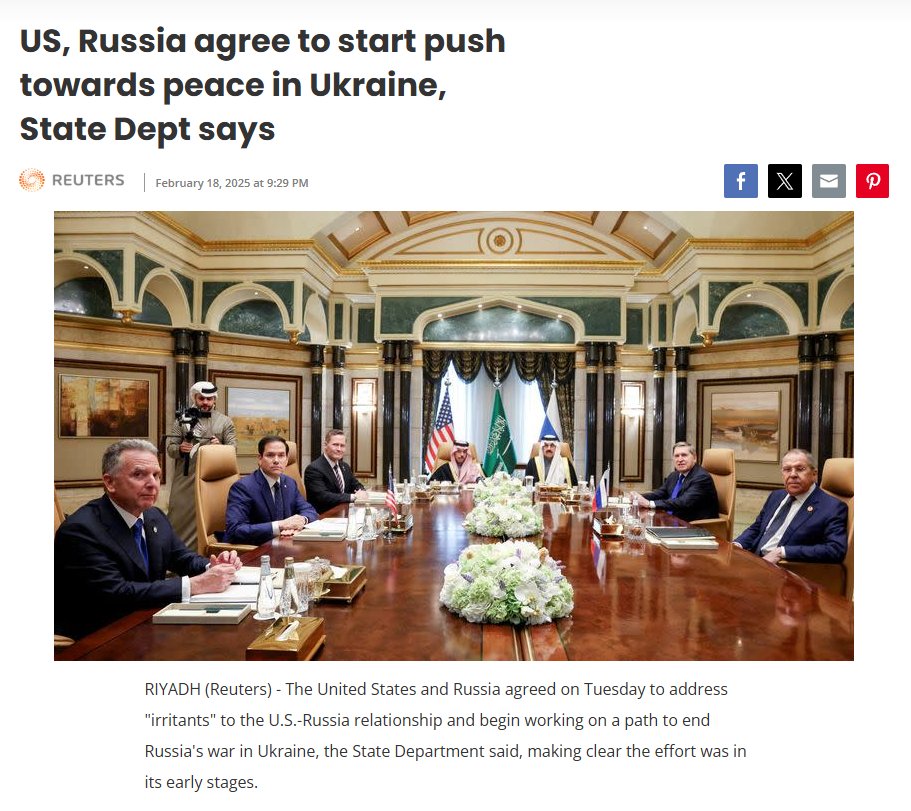 US, Russia agree to start push
towards peace in Ukraine,
State Dept says
REUTERS
February 18, 2025 at 9:29 PM
RIYADH (Reuters) - The United States and Russia agreed on Tuesday to address
"irritants" to the U.S.-Russia relationship and begin working on a path to end
Russia's war in Ukraine, the State Department said, making clear the effort was in
its early stages.